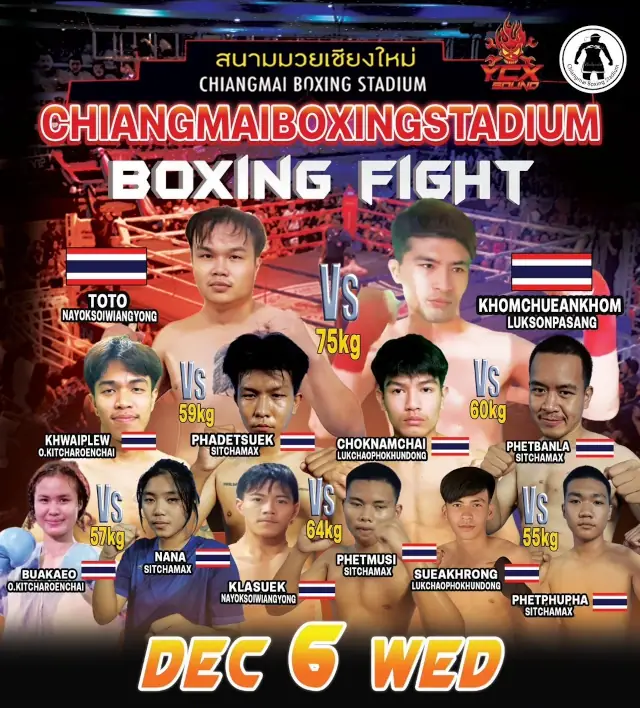 สนามมวยเชียงใหม่
CHIANGMAI BOXING STADIUM
YCX
SOUND
Chiangmai Boxing Stadium
CHIANGMAIBOXINGSTADIUM
BOXING FIGHT
TOTO
NAYOKSOIWIANGYONG
Vs
75kg
KHOMCHUEANKHOM
LUKSONPASANG
KHWAIPLEW
O.KITCHAROENCHAI
Vs
59kg
PHADETSUEK
SITCHAMAX
CHOKNAMCHAI
LUKCHAOPHOKHUNDONG
Vs
60kg
PHETBANLA
SITCHAMAX
BUAKAEO
O.KITCHAROENCHAI
Vs
57kg
NANA
SITCHAMAX
KLASUEK
NAYOKSOIWIANGYONG
Vs
64kg
PHETMUSI
SITCHAMAX
SUEAKHRONG
LUKCHAOPHOKHUNDONG
Vs
55kg
PHETPHUPHA
SITCHAMAX
DEC 6 WED